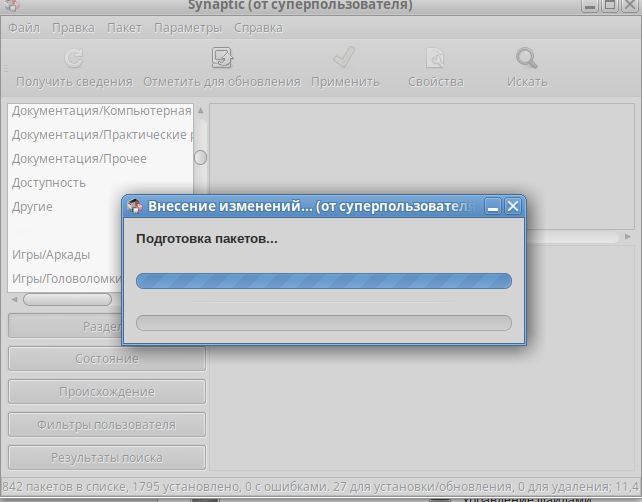 Synaptic (от суперпользователя)
Файл Правка Пакет Параметры Справка
Получить сведения Отметить для обновления Применить Свойства Искать
Документация/Компьютерная
Документация/Практические
Документация/Прочее
Доступность
Другие
Игры/Аркады
Игры/Головоломки
Внесение изменений... (от суперпользователя
Подготовка пакетов...
Раздел
Состояние
Происхождение
Фильтры пользователя
Результаты поиска
842 пакетов в списке, 1795 установлено, 0 с ошибками. 27 для установки/обновления, 0 для удаления; 11,4